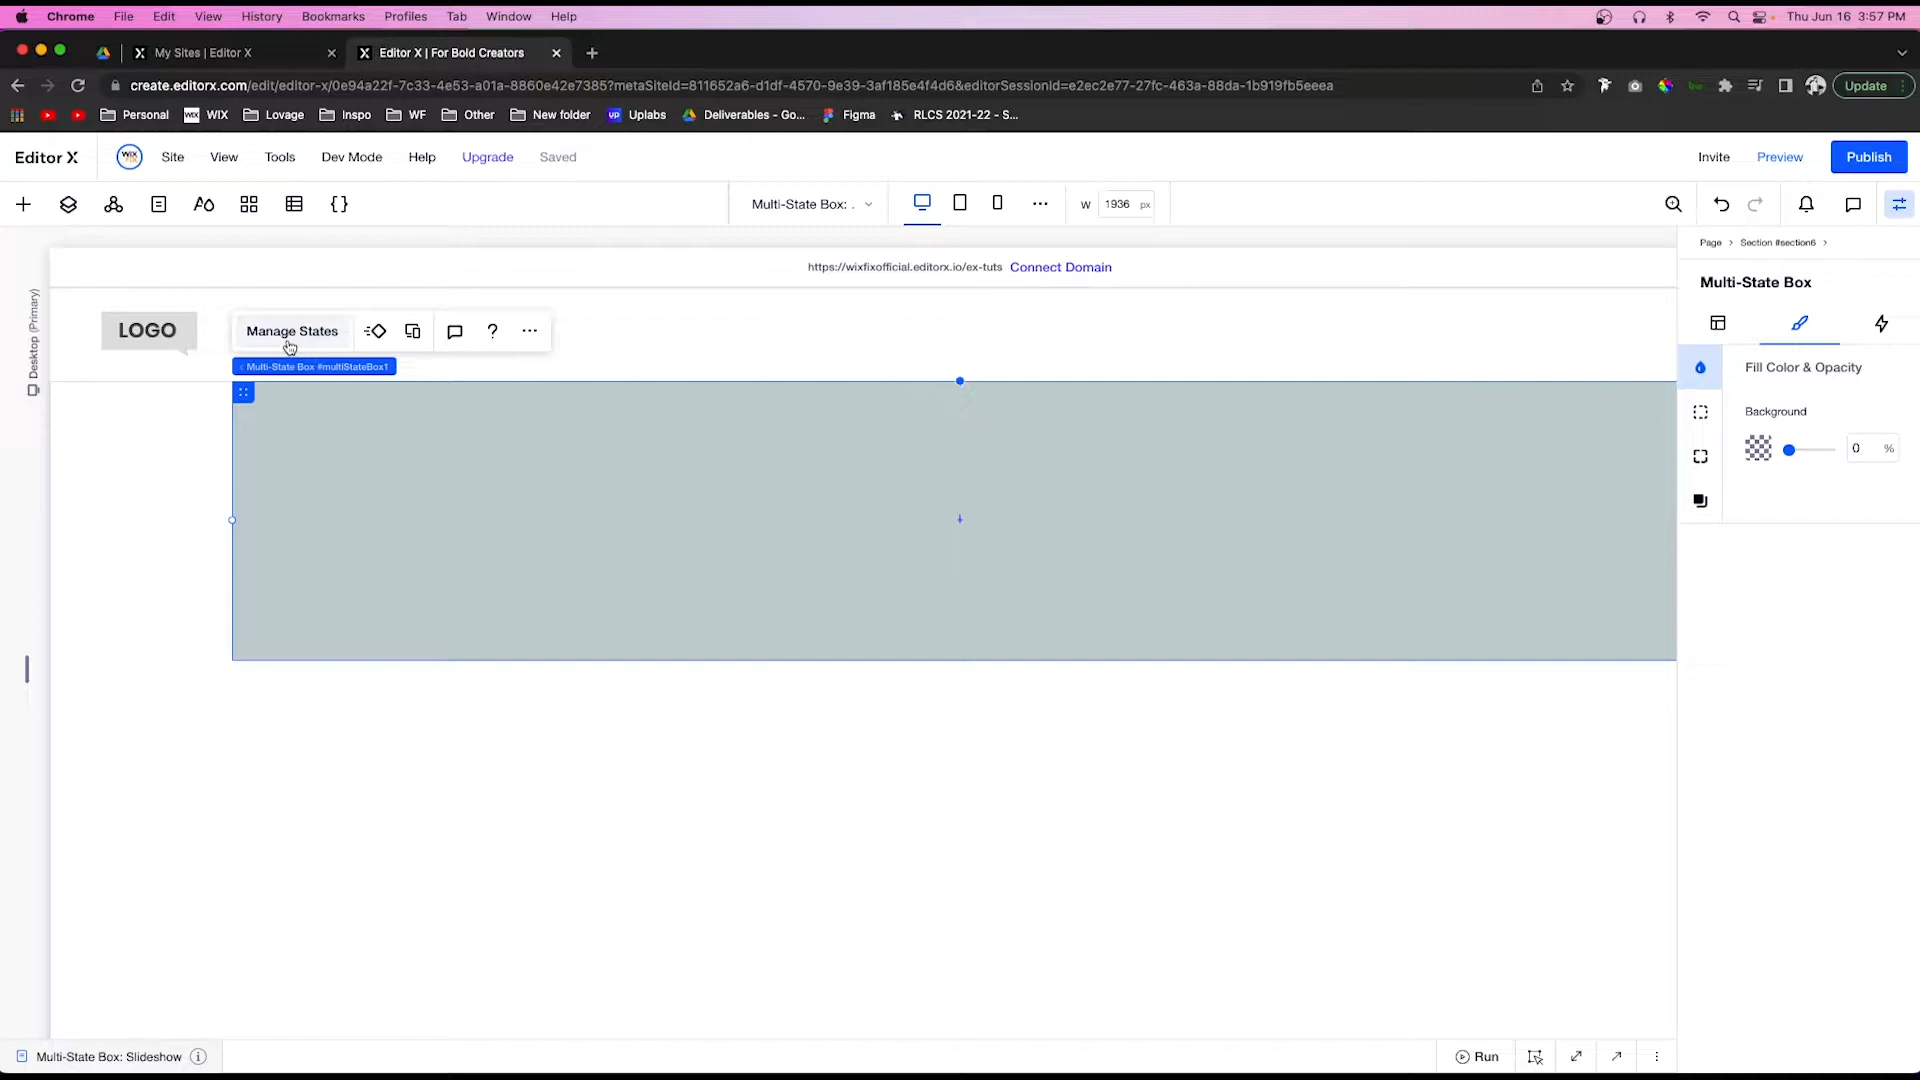 Chrome File Edit View History Bookmarks Profiles Tab Window Help Thu Jun 16 3:57 PM
My Sites | Editor X Editor X | For Bold Creators
create.editorx.com/edit/editor-x/0e94a22f-7c33-4e53-a01a-8860e42e7385?metaSiteId=811652a6-d1df-4570-9e39-3af185e4f4d6&editorSessionId=e2ec2e77-27fc-463a-88da-1b919fb5eeea Update
Personal WIX WIX Lovage Inspo WF Other New folder up Uplabs Deliverables - Go... Figma RLCS 2021-22 - S...
Editor X WIX FIX Site View Tools Dev Mode Help Upgrade Saved Invite Preview Publish
Multi-State Box: . W 1936 px
Page > Section #section6 >
https://wixfixofficial.editorx.io/ex-tuts Connect Domain
Multi-State Box
Desktop (Primary)
LOGO Manage States ?
< Multi-State Box #multiStateBox1
Fill Color & Opacity
Background
0 %
Multi-State Box: Slideshow i Run